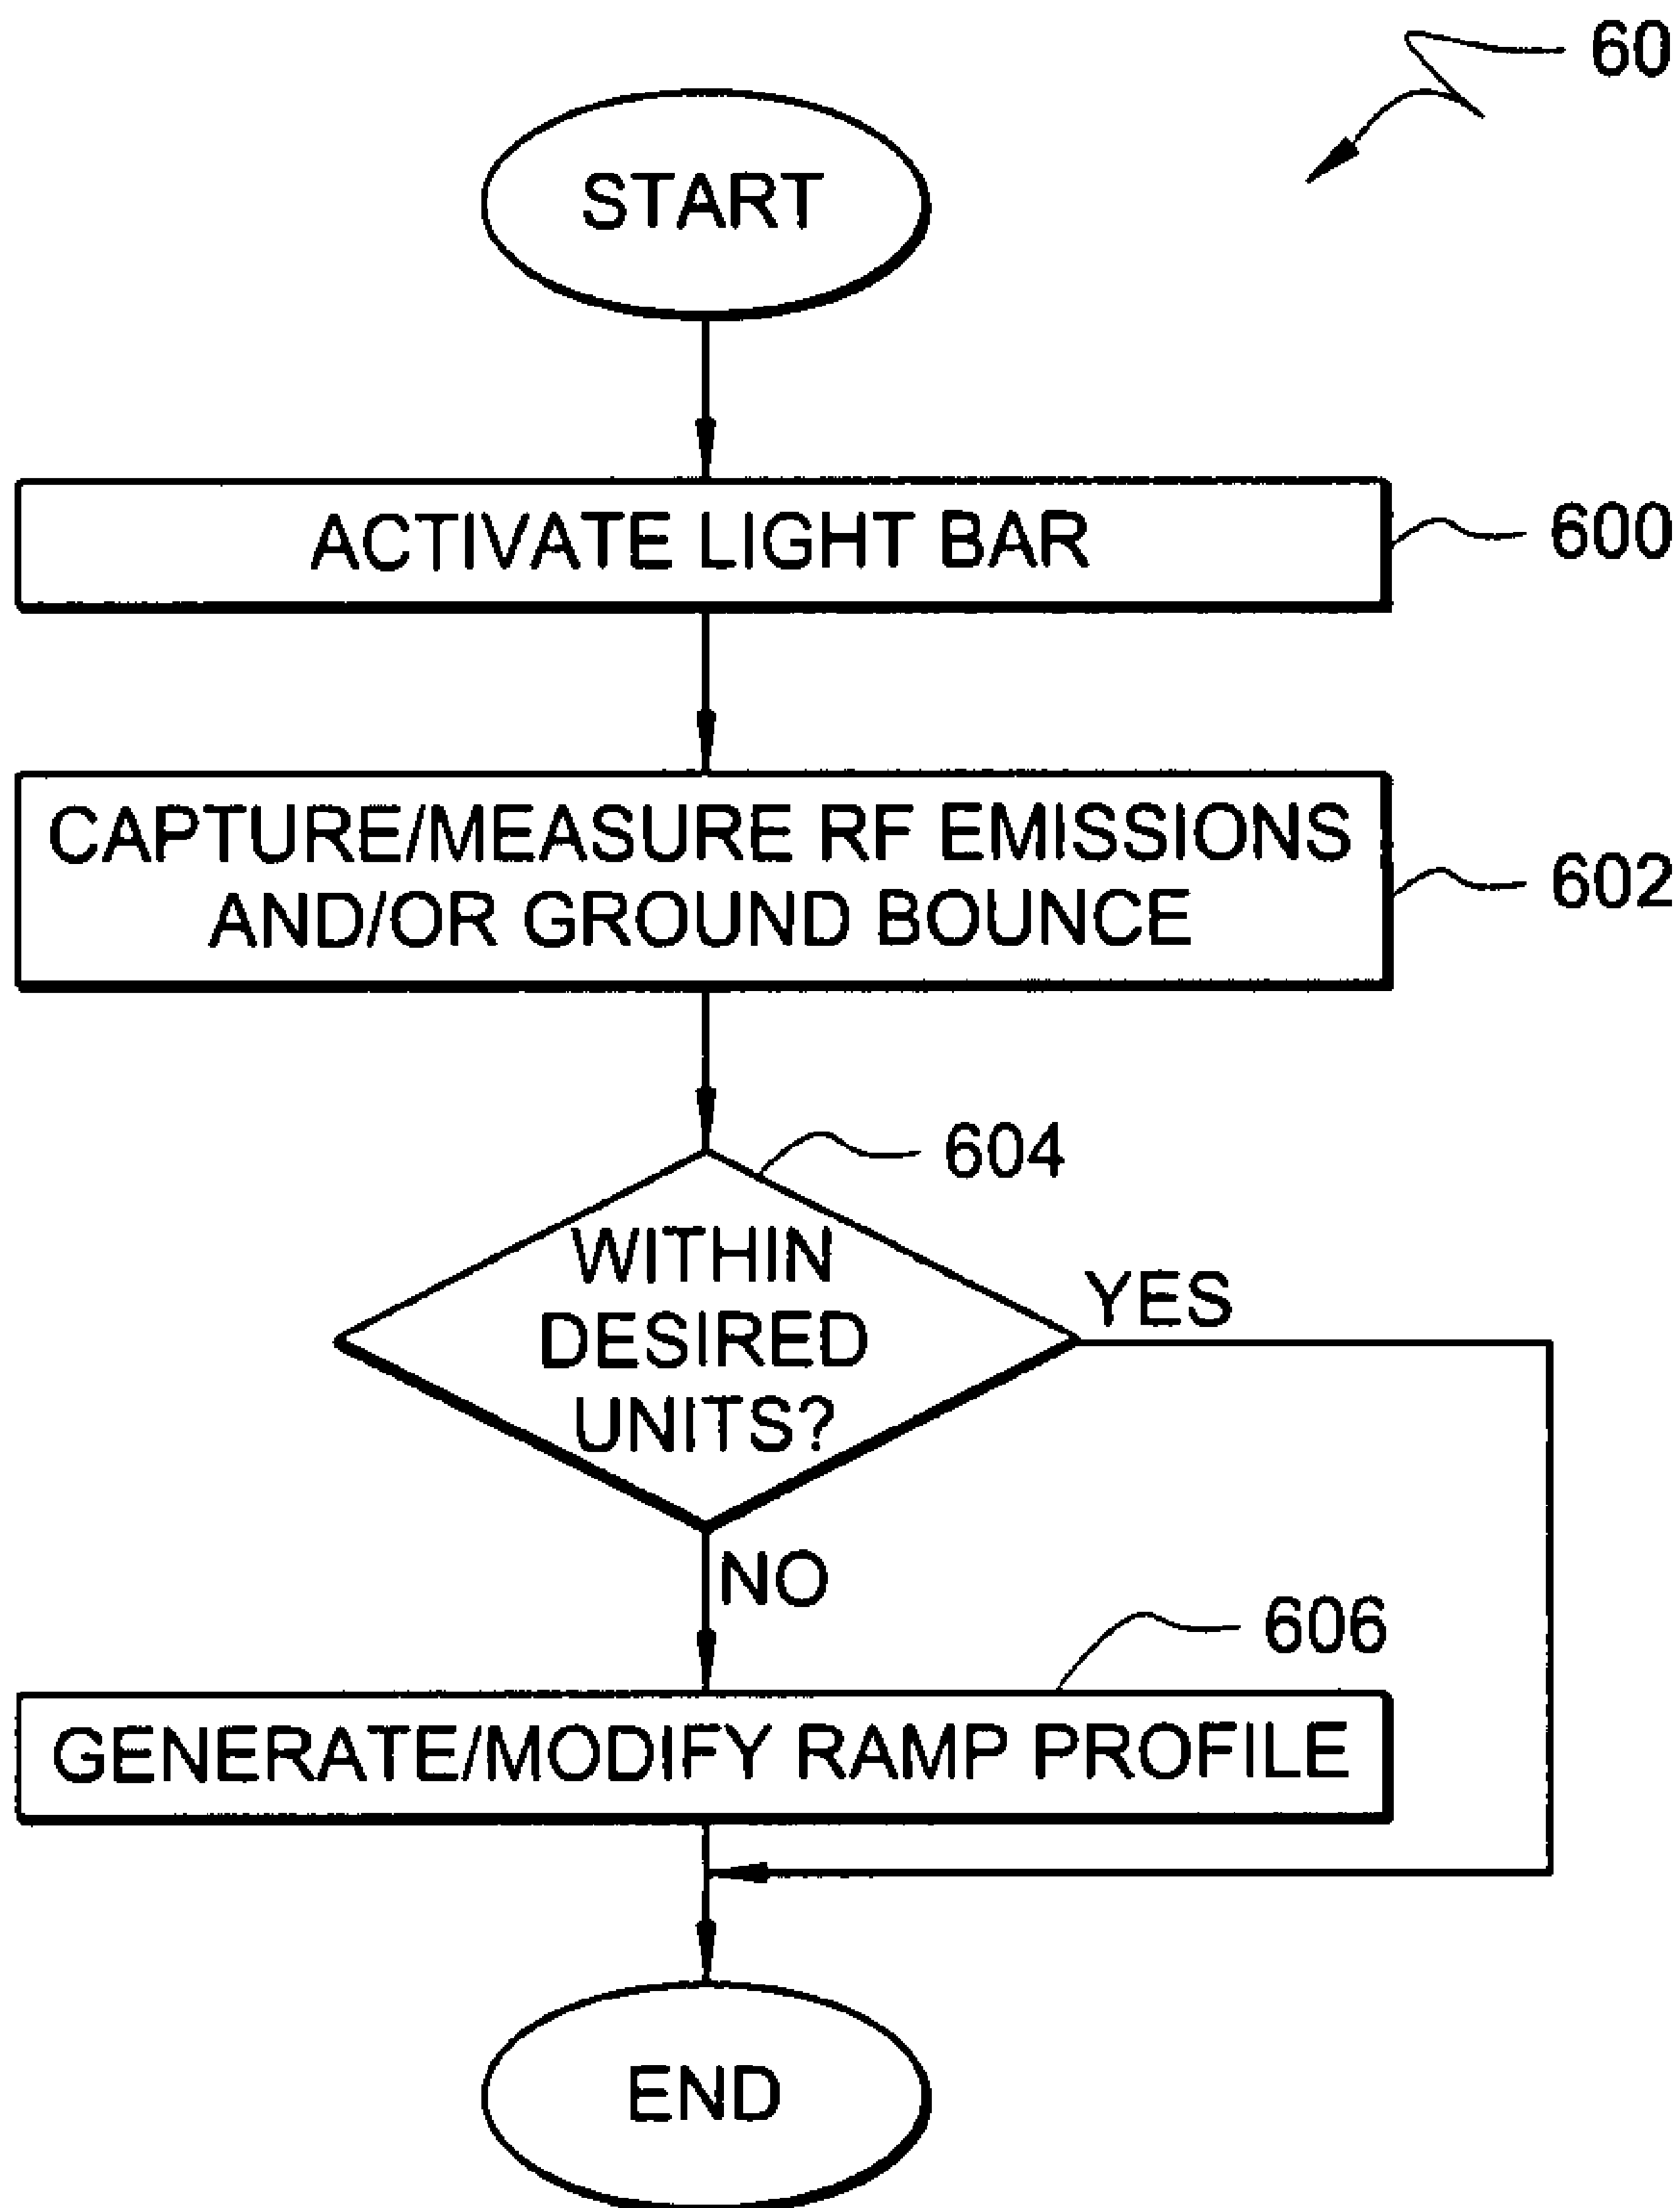 60
START
ACTIVATE LIGHT BAR
600
CAPTURE/MEASURE RF EMISSIONS
AND/OR GROUND BOUNCE
602
604
WITHIN
DESIRED
UNITS?
YES
NO
606
GENERATE/MODIFY RAMP PROFILE
END